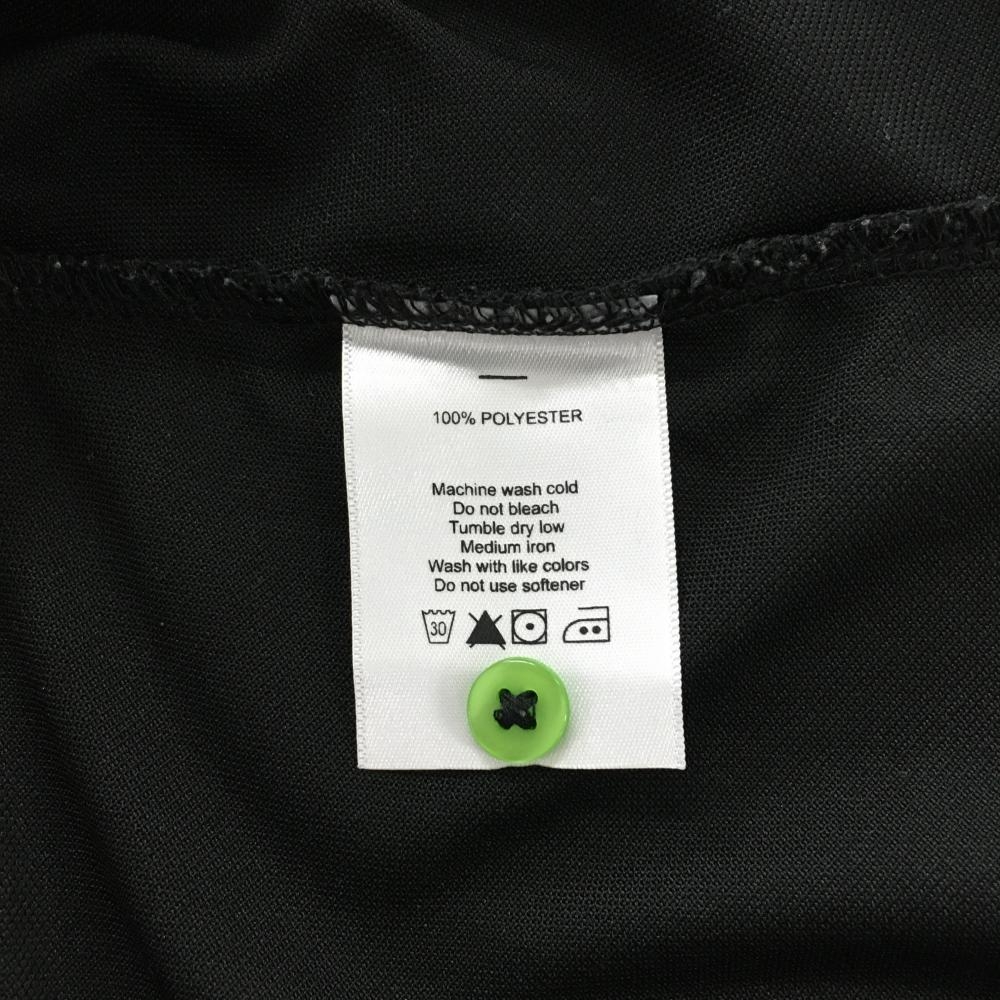 100% POLYESTER
Machine wash cold
Do not bleach
Tumble dry low
Medium iron
Wash with like colors
Do not use softener
30